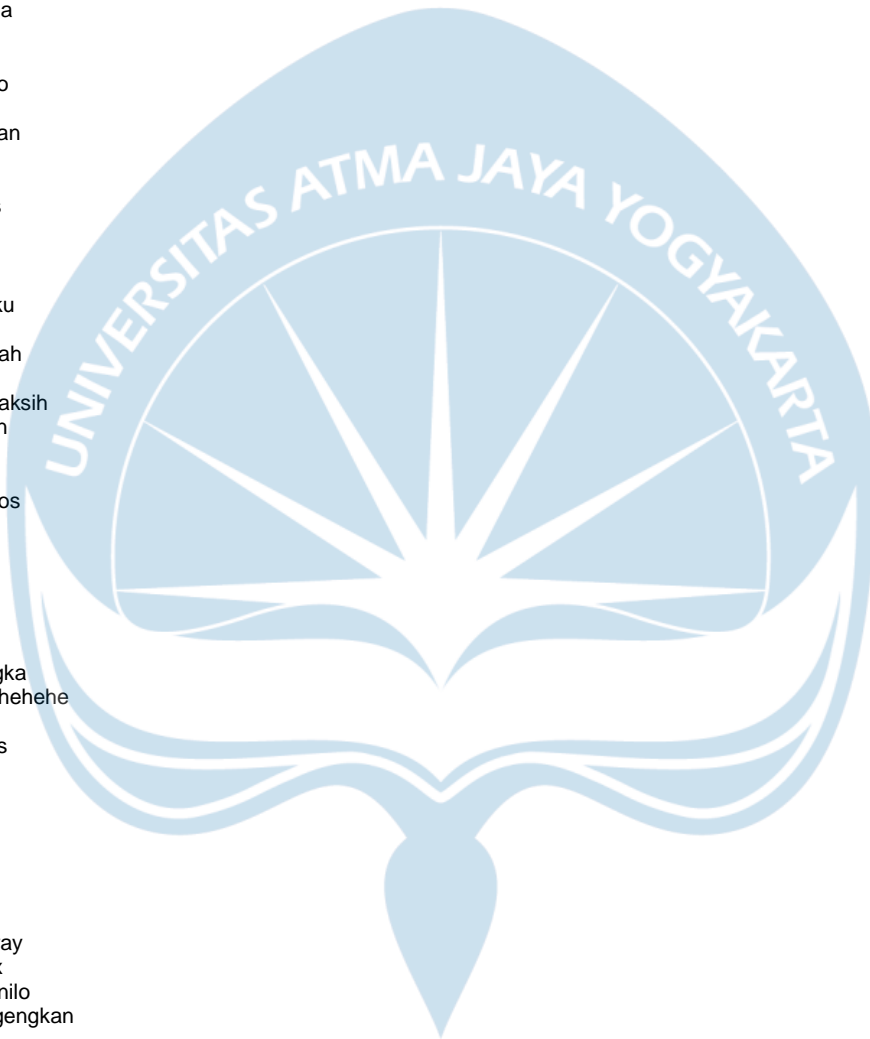 a
o
an
s
ku
ah
aksih
n
os
gka
hehehe
s
ay
x
nilo
gengkan
UNIVERSITAS ATMA JAYA YOGYAKARTA